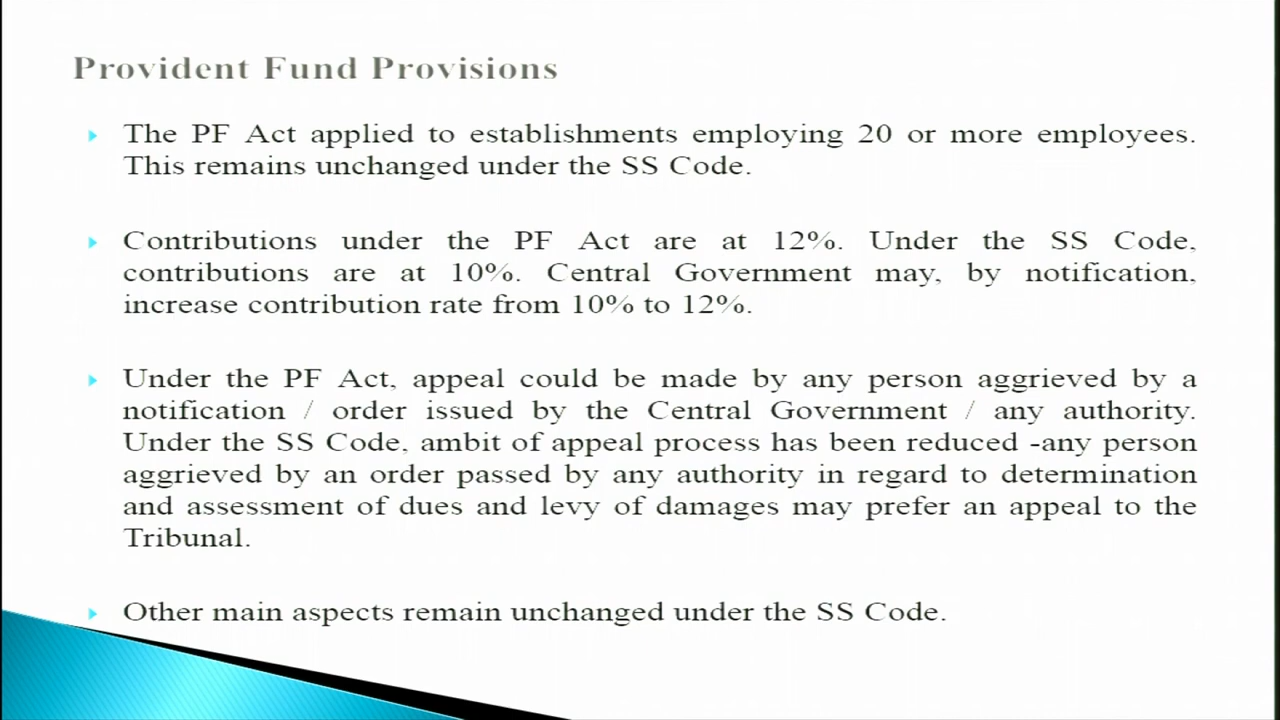 Provident Fund Provisions
The PF Act applied to establishments employing 20 or more employees.
This remains unchanged under the SS Code.
Contributions under the PF Act are at 12%. Under the SS Code,
contributions are at 10%. Central Government may, by notification,
increase contribution rate from 10% to 12%.
Under the PF Act, appeal could be made by any person aggrieved by a
notification / order issued by the Central Government / any authority.
Under the SS Code, ambit of appeal process has been reduced -any person
aggrieved by an order passed by any authority in regard to determination
and assessment of dues and levy of damages may prefer an appeal to the
Tribunal.
Other main aspects remain unchanged under the SS Code.